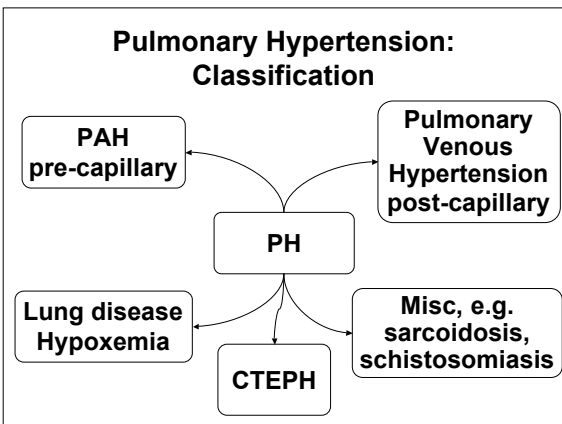 Pulmonary Hypertension:
Classification
PAH
pre-capillary
Pulmonary
Venous
Hypertension
post-capillary
PH
Lung disease
Hypoxemia
CTEPH
Misc, e.g.
sarcoidosis,
schistosomiasis